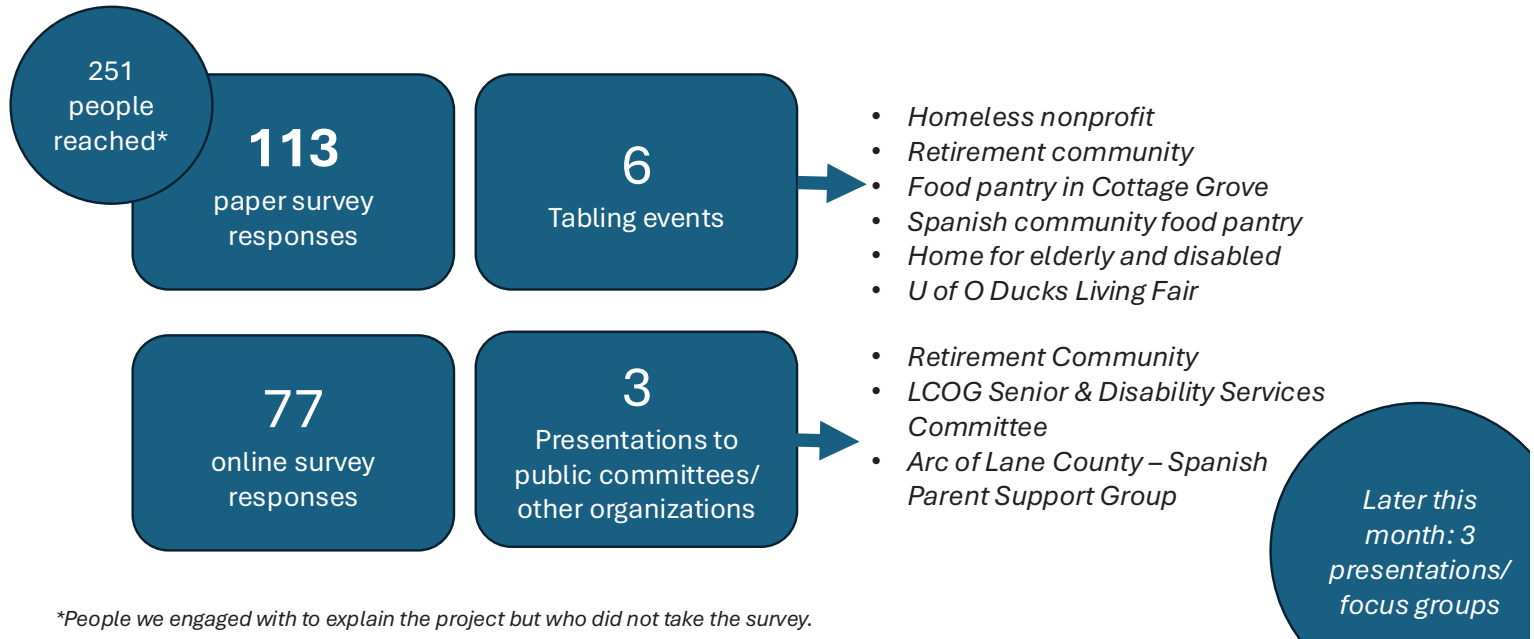 251
people
reached*
113
paper survey
responses
6
Tabling events
• Homeless nonprofit
• Retirement community
• Food pantry in Cottage Grove
• Spanish community food pantry
• Home for elderly and disabled
• U of O Ducks Living Fair
77
online survey
responses
3
Presentations to
public committees/
other organizations
• Retirement Community
• LCOG Senior & Disability Services
Committee
• Arc of Lane County – Spanish
Parent Support Group
Later this
month: 3
presentations/
focus groups
*People we engaged with to explain the project but who did not take the survey.